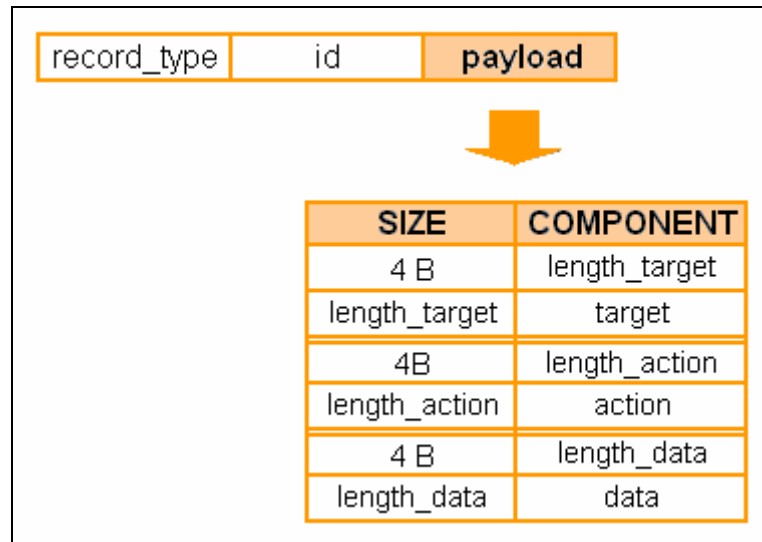 record_type id payload
SIZE COMPONENT
4 B length_target
length_target target
4B length_action
length_action action
4 B length_data
length_data data